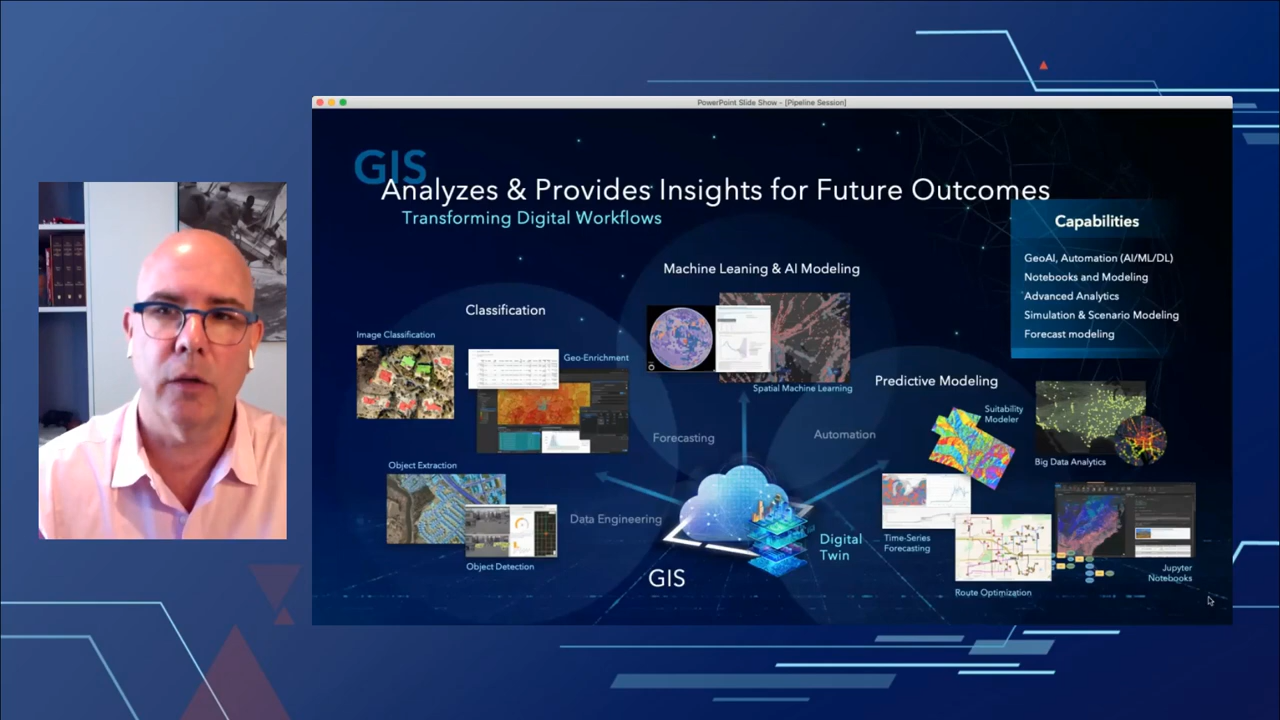 PowerPoint Slide Show - [Pipeline Session]
GIS
Analyzes & Provides Insights for Future Outcomes
Transforming Digital Workflows
Capabilities
GeoAI, Automation (AI/ML/DL)
Notebooks and Modeling
Advanced Analytics
Simulation & Scenario Modeling
Forecast modeling
Machine Leaning & AI Modeling
Spatial Machine Learning
Classification
Image Classification
Geo-Enrichment
Object Extraction
Object Detection
Predictive Modeling
Suitability
Modeler
Big Data Analytics
Time-Series
Forecasting
Route Optimization
Jupyter
Notebooks
Forecasting
Automation
Data Engineering
Digital
Twin
GIS